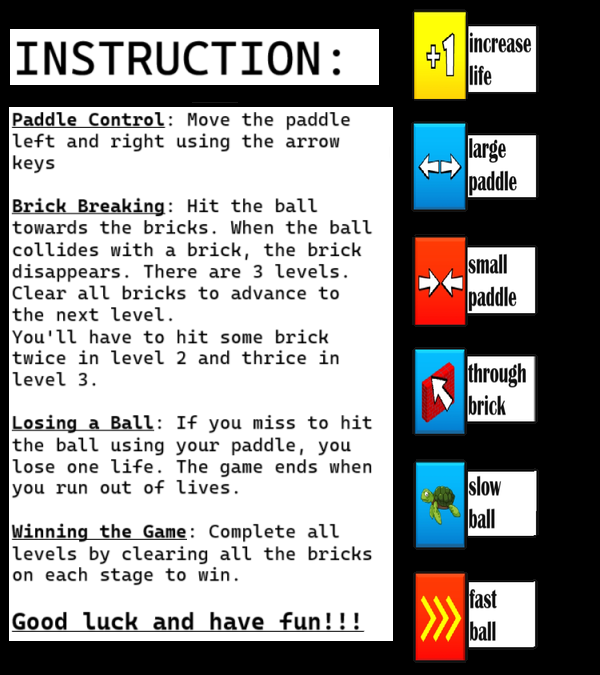 INSTRUCTION:
Paddle Control: Move the paddle
left and right using the arrow
keys
Brick Breaking: Hit the ball
towards the bricks. When the ball
collides with a brick, the brick
disappears. There are 3 levels.
Clear all bricks to advance to
the next level.
You'll have to hit some brick
twice in level 2 and thrice in
level 3.
Losing a Ball: If you miss to hit
the ball using your paddle, you
lose one life. The game ends when
you run out of lives.
Winning the Game: Complete all
levels by clearing all the bricks
on each stage to win.
Good luck and have fun!!!
+1
increase
life
large
paddle
small
paddle
through
brick
slow
ball
fast
ball